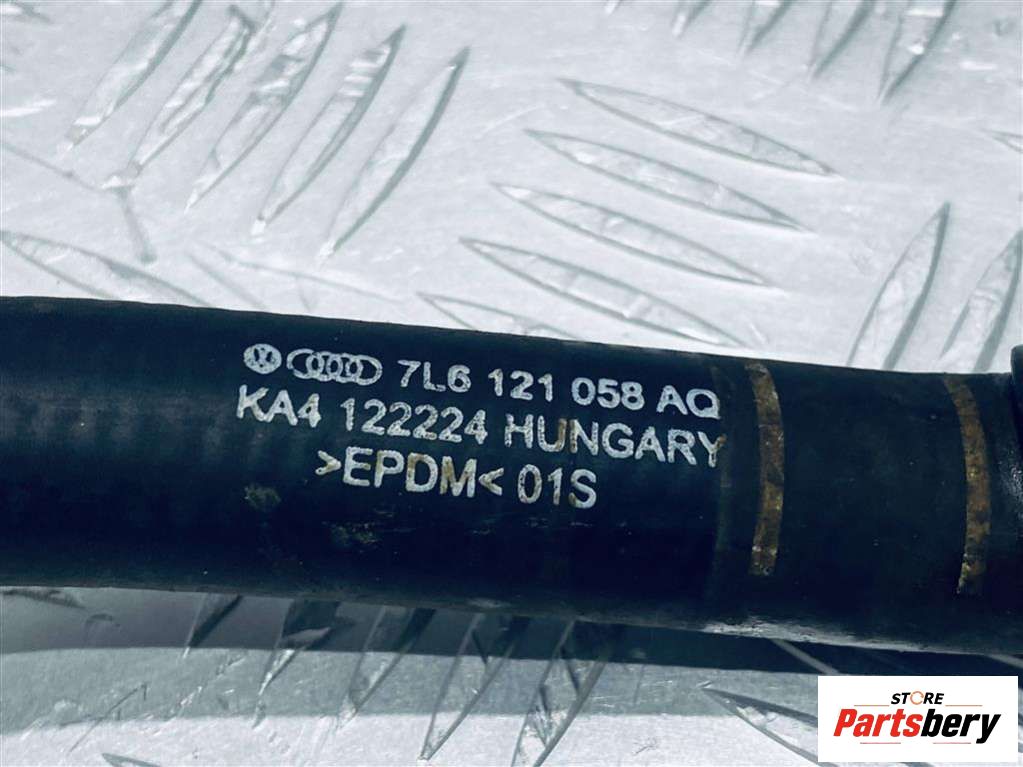 7L6 121 058 AQ
KA4 122224 HUNGARY
>EPDM< 01S
STORE
Partsbery